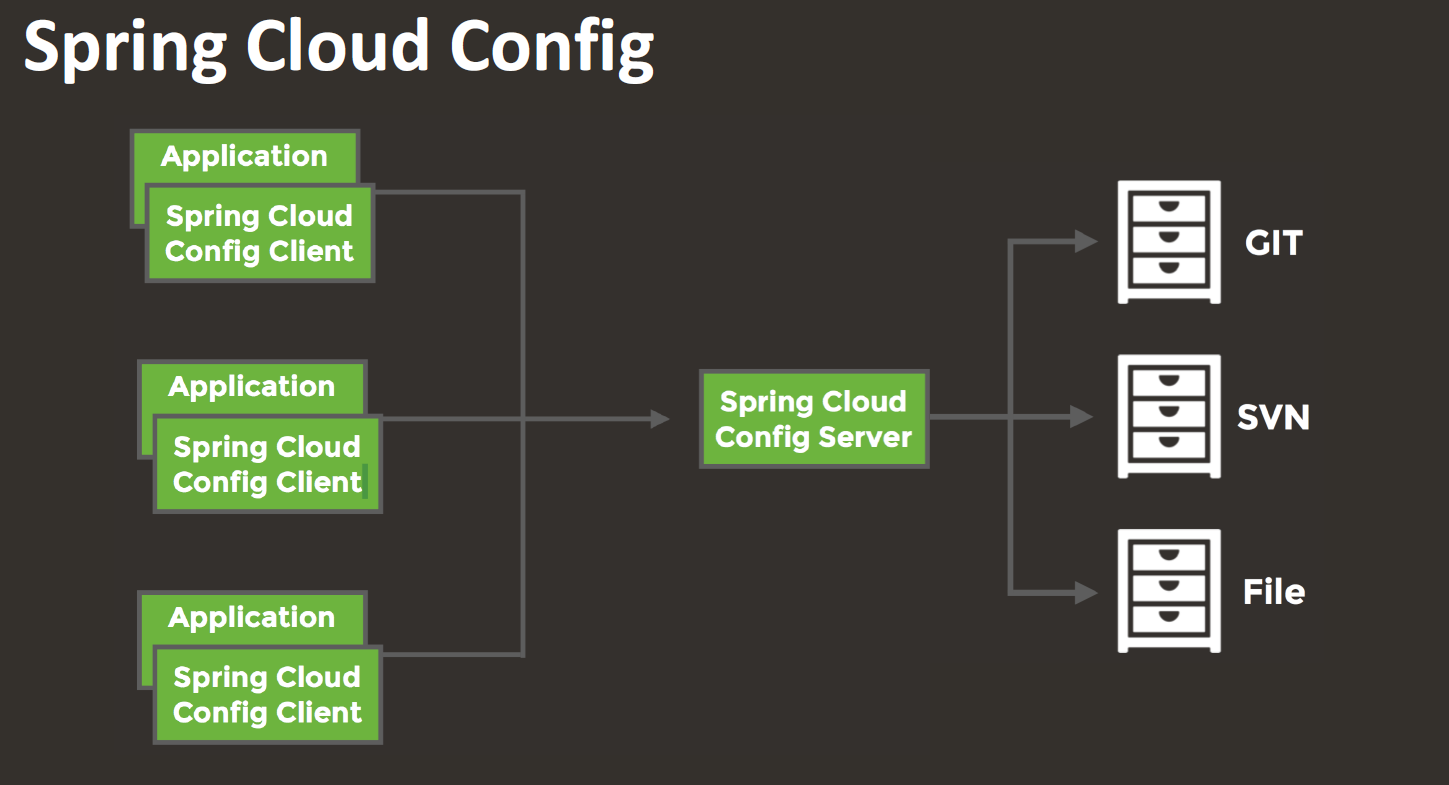 Spring Cloud Config
Application
Spring Cloud
Config Client
Application
Spring Cloud
Config Client
Application
Spring Cloud
Config Client
Spring Cloud
Config Server
GIT
SVN
File